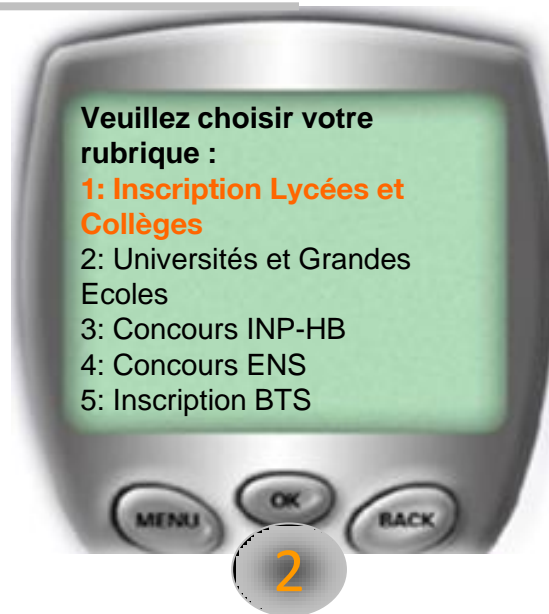 Veuillez choisir votre
rubrique :
1: Inscription Lycées et
Collèges
2: Universités et Grandes
Ecoles
3: Concours INP-HB
4: Concours ENS
5: Inscription BTS
MENU OK BACK
2